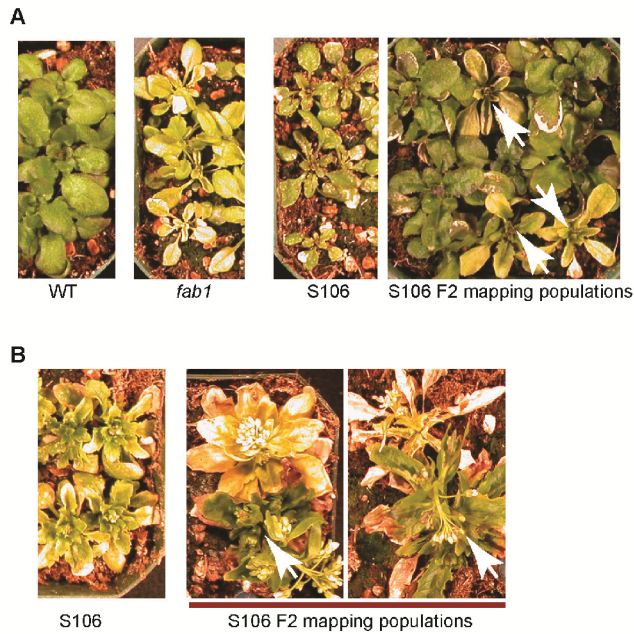 A
WT
fab1
S106
S106 F2 mapping populations
B
S106
S106 F2 mapping populations